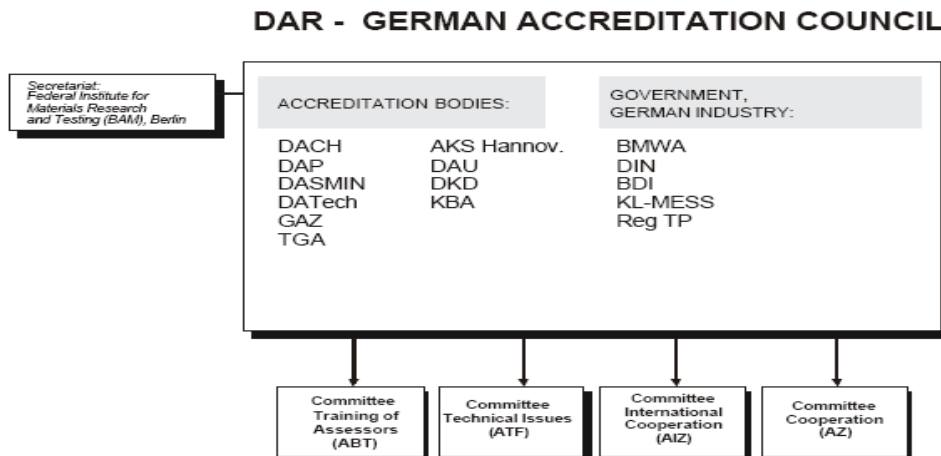 DAR - GERMAN ACCREDITATION COUNCIL
Secretariat:
Federal Institute for
Materials Research
and Testing (BAM), Berlin
ACCREDITATION BODIES:
DACH
DAP
DASMIN
DATech
GAZ
TGA
AKS Hannov.
DAU
DKD
KBA
GOVERNMENT,
GERMAN INDUSTRY:
BMWA
DIN
BDI
KL-MESS
Reg TP
Committee
Training of
Assessors
(ABT)
Committee
Technical Issues
(ATF)
Committee
International
Cooperation
(AIZ)
Committee
Cooperation
(AZ)